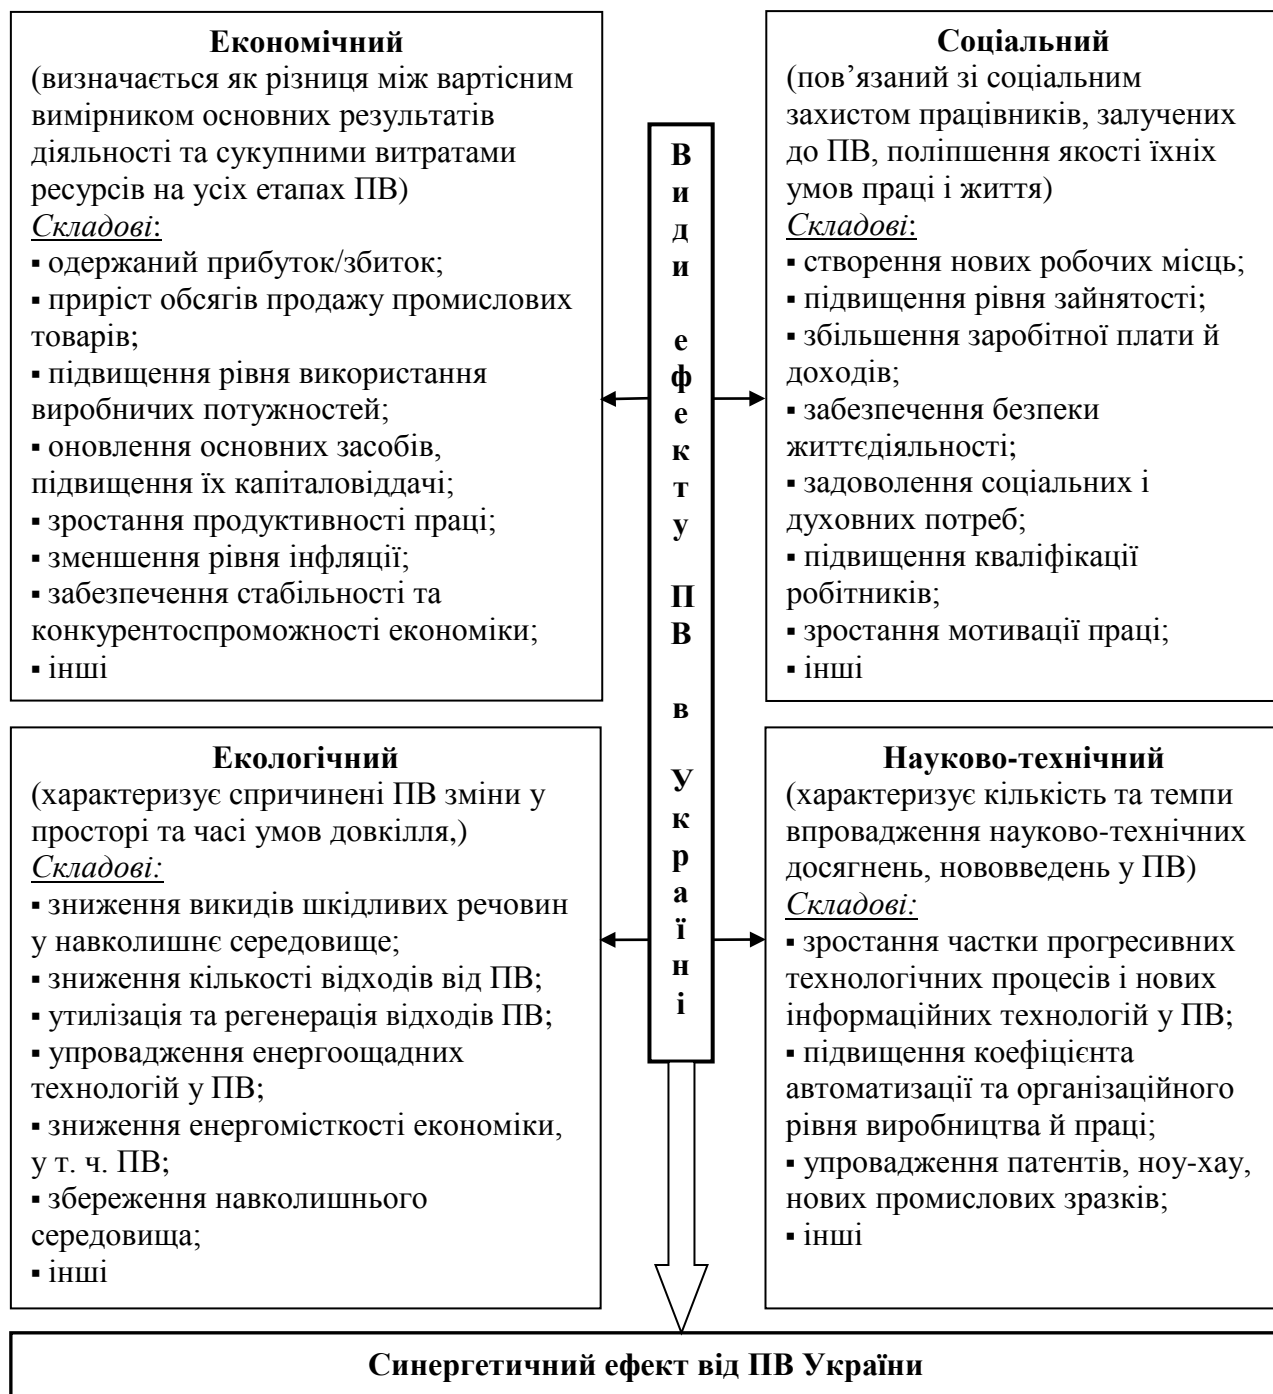 Економічний
(визначається як різниця між вартісним
вимірником основних результатів
діяльності та сукупними витратами
ресурсів на усіх етапах ПВ)
Складові:
▪ одержаний прибуток/збиток;
▪ приріст обсягів продажу промислових
товарів;
▪ підвищення рівня використання
виробничих потужностей;
▪ оновлення основних засобів,
підвищення їх капіталовіддачі;
▪ зростання продуктивності праці;
▪ зменшення рівня інфляції;
▪ забезпечення стабільності та
конкурентоспроможності економіки;
▪ інші
Види ефекту ПВ в Україні
Соціальний
(пов’язаний зі соціальним
захистом працівників, залучених
до ПВ, поліпшення якості їхніх
умов праці і життя)
Складові:
▪ створення нових робочих місць;
▪ підвищення рівня зайнятості;
▪ збільшення заробітної плати й
доходів;
▪ забезпечення безпеки
життєдіяльності;
▪ задоволення соціальних і
духовних потреб;
▪ підвищення кваліфікації
робітників;
▪ зростання мотивації праці;
▪ інші
Екологічний
(характеризує спричинені ПВ зміни у
просторі та часі умов довкілля,)
Складові:
▪ зниження викидів шкідливих речовин
у навколишнє середовище;
▪ зниження кількості відходів від ПВ;
▪ утилізація та регенерація відходів ПВ;
▪ упровадження енергоощадних
технологій у ПВ;
▪ зниження енергомісткості економіки,
у т. ч. ПВ;
▪ збереження навколишнього
середовища;
▪ інші
Науково-технічний
(характеризує кількість та темпи
впровадження науково-технічних
досягнень, нововведень у ПВ)
Складові:
▪ зростання частки прогресивних
технологічних процесів і нових
інформаційних технологій у ПВ;
▪ підвищення коефіцієнта
автоматизації та організаційного
рівня виробництва й праці;
▪ упровадження патентів, ноу-хау,
нових промислових зразків;
▪ інші
Синергетичний ефект від ПВ України